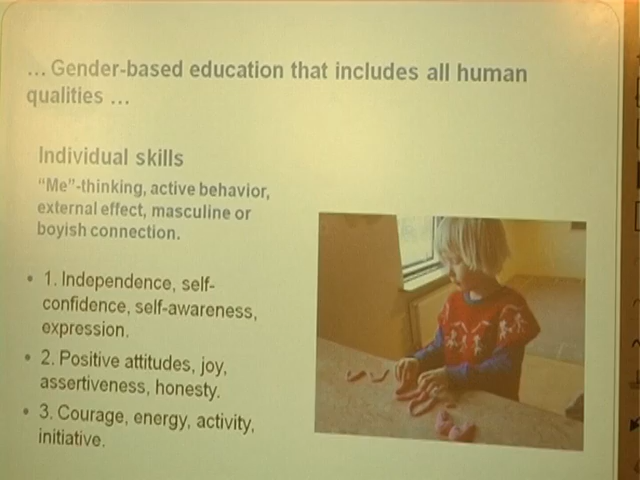 ... Gender-based education that includes all human
qualities ...
Individual skills
“Me”-thinking, active behavior,
external effect, masculine or
boyish connection.
• 1. Independence, self-
confidence, self-awareness,
expression.
• 2. Positive attitudes, joy,
assertiveness, honesty.
• 3. Courage, energy, activity,
initiative.